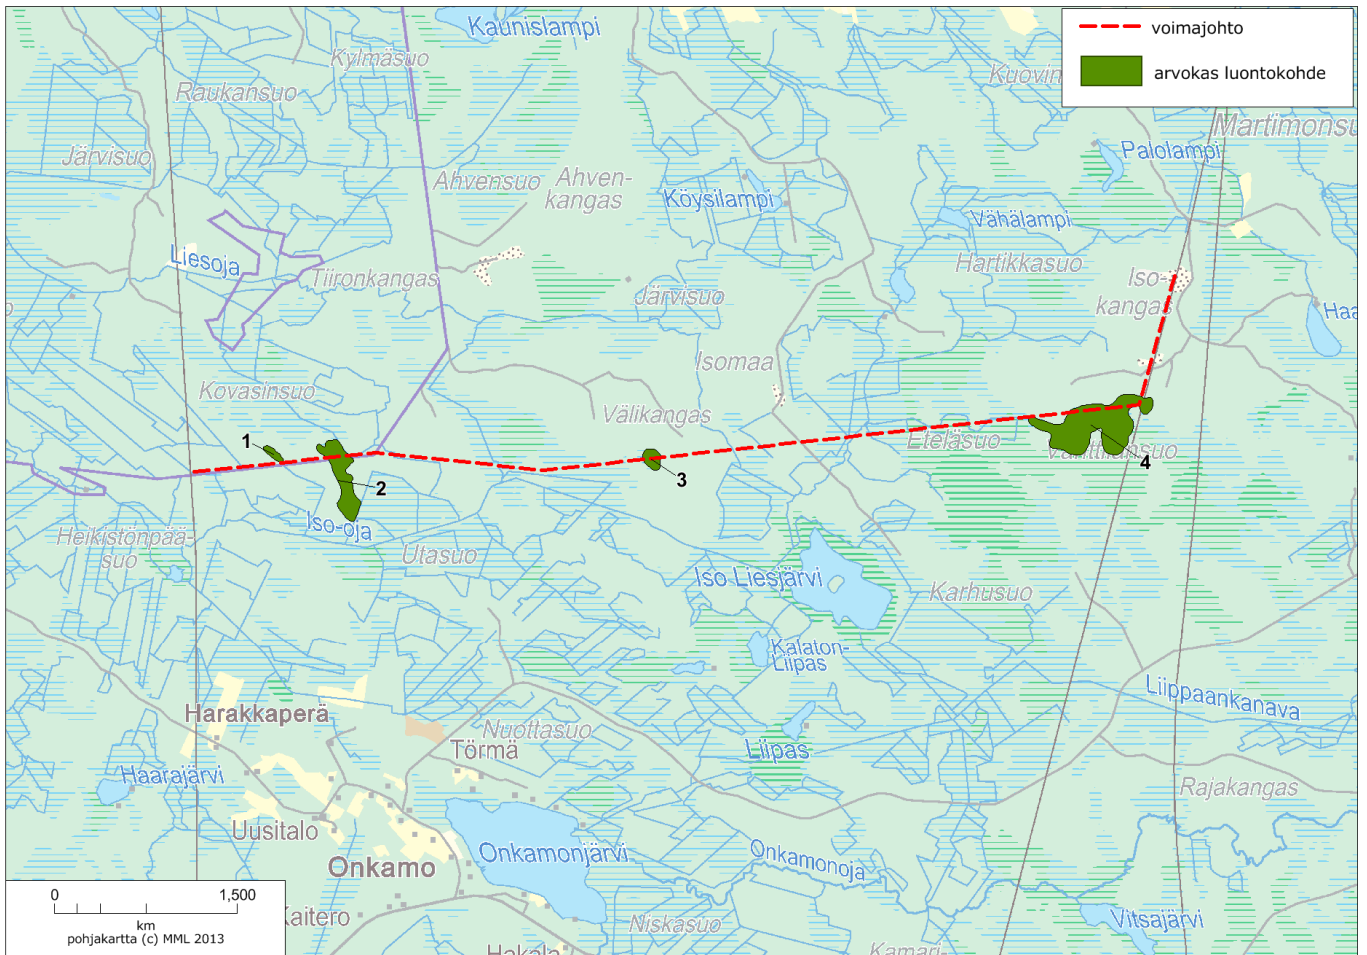 Kaunislampi
voimajohto
arvokas luontokohde
Kylmäsuo
Kuovin
Raukansuo
Martimonsu
Järvisuo
Palolampi
Ahvensuo
Ahven-
kangas
Köysilampi
Vähälampi
Liesoja
Tiironkangas
Hartikkasuo
Iso-
kangas
Järvisuo
Haa
o
Isomaa
Kovasinsuo
Välikangas
1
Eteläsuo
4
3
2
Iso-oja
Heikistönpää-
suo
Utasuo
Iso Liesjärvi
Karhusuo
Kalaton-
Liipas
Liippaankanava
Harakkaperä
Nuottasuo
Törmä
Liipas
Haarajärvi
Rajakangas
Uusitalo
Onkamo
Onkamonjärvi
Onkamonoja
0 1,500
km
pohjakartta (c) MML 2013
Kaitero
Niskasuo
Vitsajärvi
Hakala
Kamari-